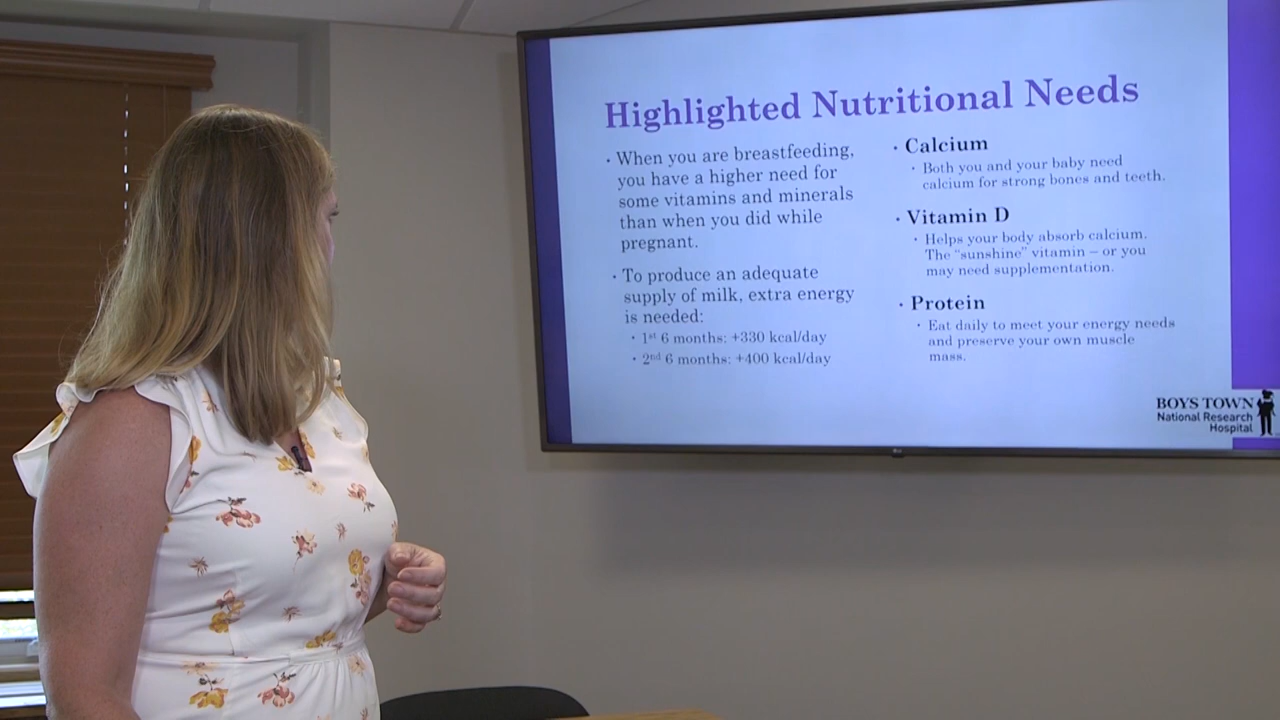 Highlighted Nutritional Needs
· When you are breastfeeding,
you have a higher need for
some vitamins and minerals
than when you did while
pregnant.
· To produce an adequate
supply of milk, extra energy
is needed:
· 1st 6 months: +330 kcal/day
· 2nd 6 months: +400 kcal/day
· Calcium
· Both you and your baby need
calcium for strong bones and teeth.
· Vitamin D
· Helps your body absorb calcium.
The “sunshine” vitamin – or you
may need supplementation.
· Protein
· Eat daily to meet your energy needs
and preserve your own muscle
mass.
BOYS TOWN
National Research
Hospital
LG